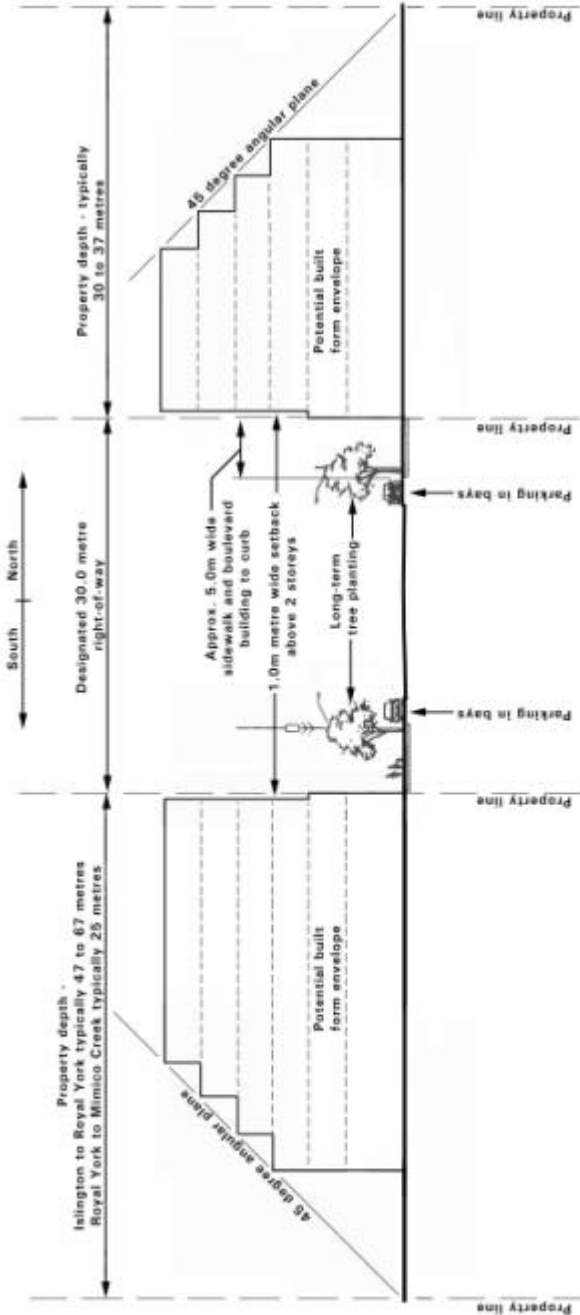 Property depth -
Islington to Royal York typically 47 to 67 metres
Royal York to Mimico Creek typically 25 metres
South
North
Designated 30.0 metre
right-of-way
Property depth - typically
30 to 37 metres
45 degree angular plane
45 degree angular plane
Approx. 5.0m wide
sidewalk and boulevard
building to curb
1.0m metre wide setback
above 2 storeys
Potential built
form envelope
Long-term
tree planting
Potential built
form envelope
Property line
Property line
Parking in bays
Parking in bays
Property line
Property line